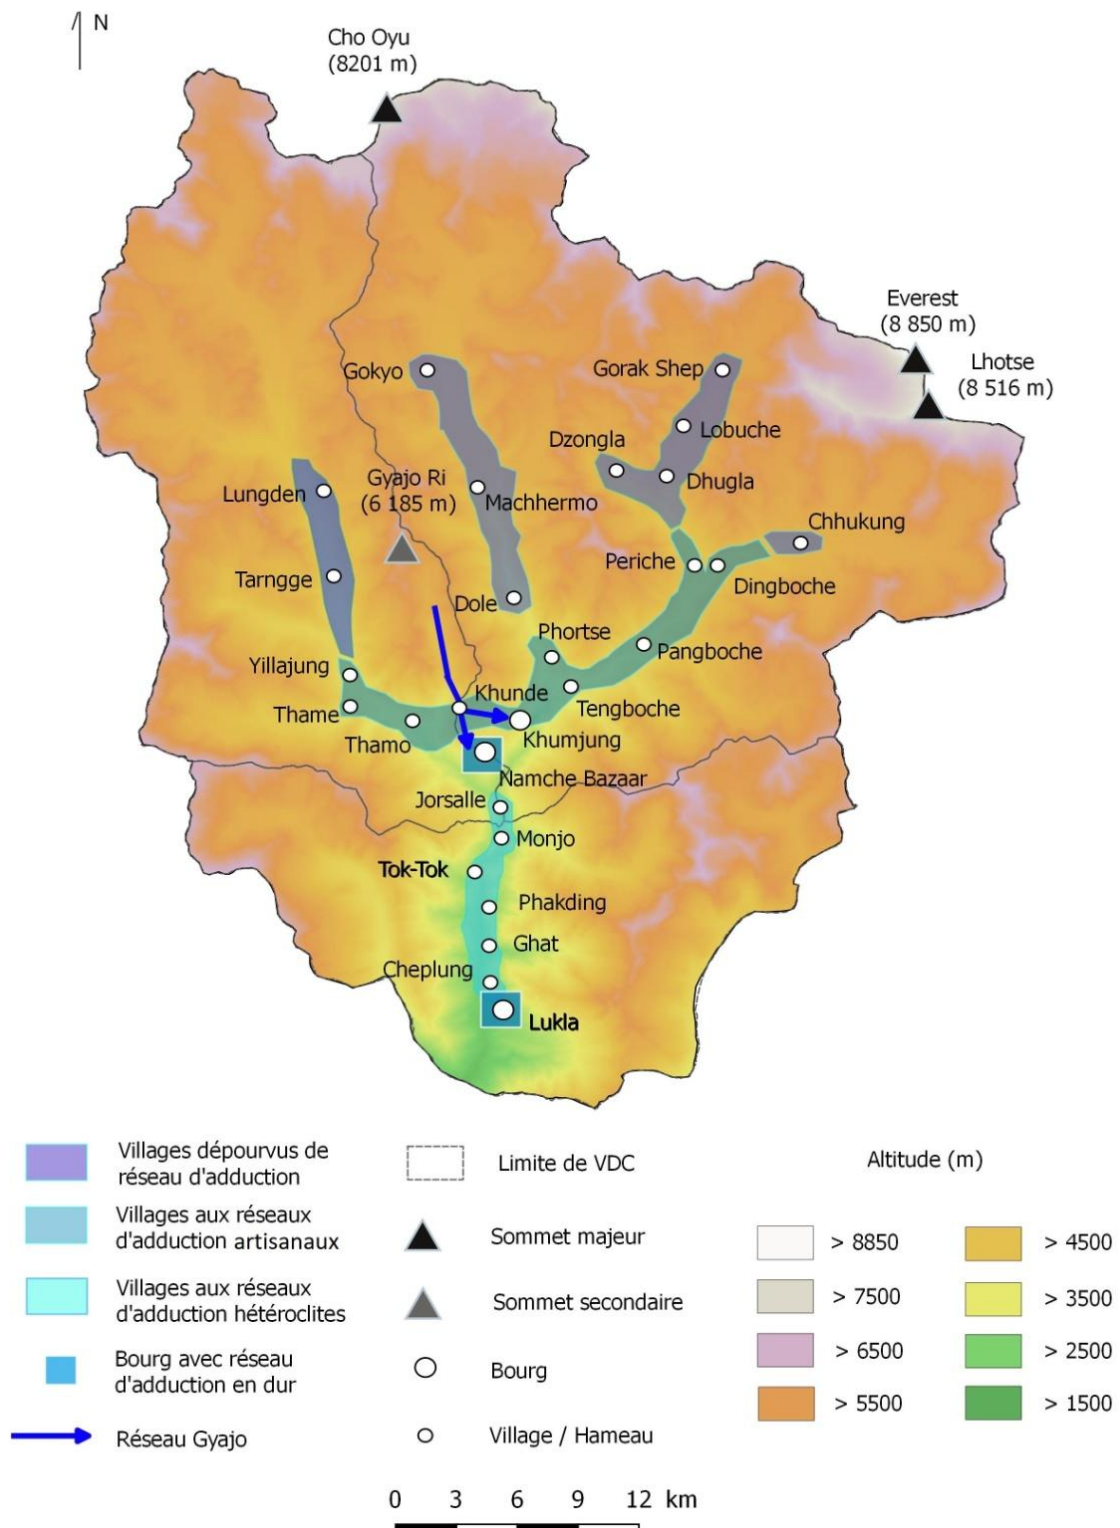 N
Cho Oyu
(8201 m)
Everest
(8 850 m)
Lhotse
(8 516 m)
Gokyo
Gorak Shep
Lobuche
Dzongla
Dhugla
Gyajo Ri
(6 185 m)
Lungden
Machhermo
Chhukung
Periche
Dingboche
Tarngge
Dole
Phortse
Pangboche
Yillajung
Khunde
Tengboche
Thame
Thamo
Khumjung
Namche Bazaar
Jorsalle
Monjo
Tok-Tok
Phakding
Ghat
Cheplung
Lukla
Villages dépourvus de
réseau d'adduction
Villages aux réseaux
d'adduction artisanaux
Villages aux réseaux
d'adduction hétéroclites
Bourg avec réseau
d'adduction en dur
Réseau Gyajo
Limite de VDC
Sommet majeur
Sommet secondaire
Bourg
Village / Hameau
Altitude (m)
> 8850
> 7500
> 6500
> 5500
> 4500
> 3500
> 2500
> 1500
0 3 6 9 12 km